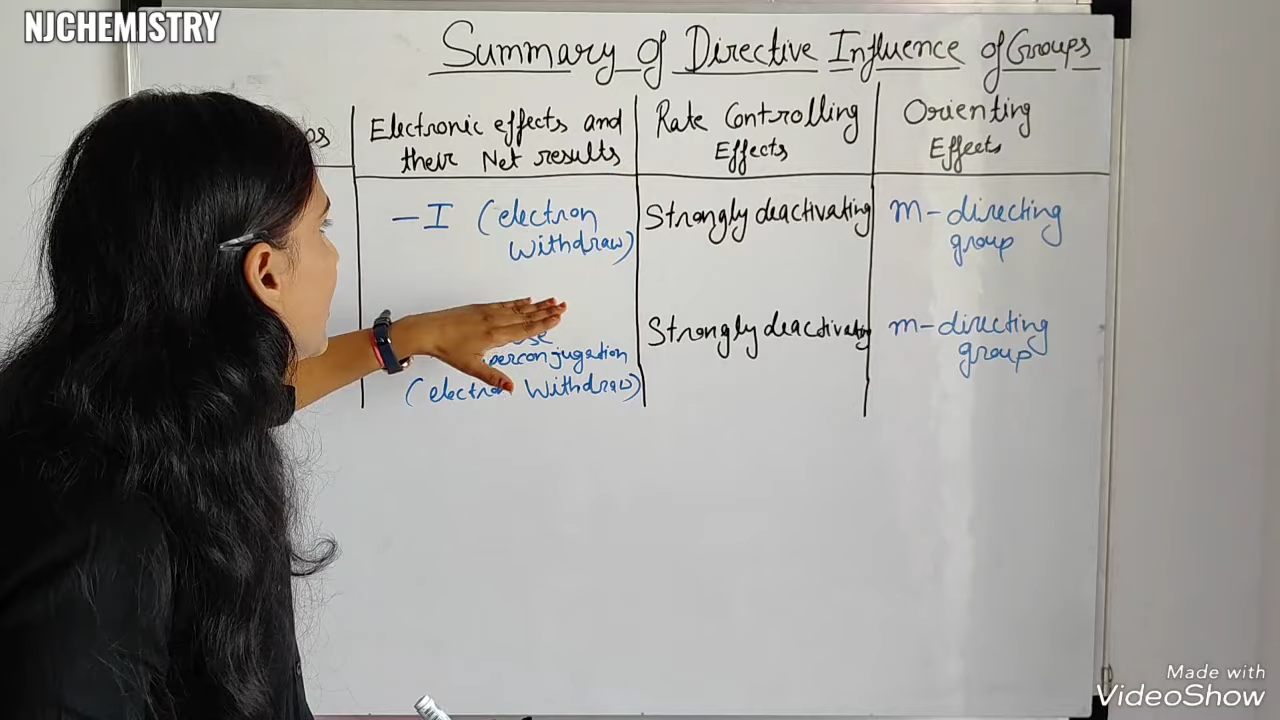 NJCHEMISTRY
Summary of Directive Influence of Groups
Electronic effects and
their Net results
Rate Controlling
Effects
Orienting
Effects
-I (electron
withdraw)
Strongly deactivating
m-directing
group
(electron withdraw)
Strongly deactivating
m-directing
group
Made with
VideoShow